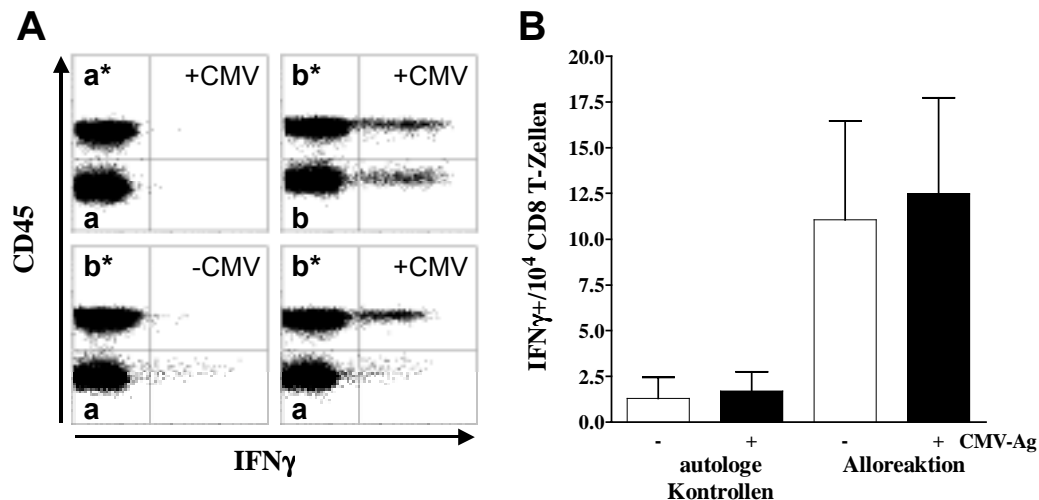 A
a* +CMV
b* +CMV
a
b
b* -CMV
b* +CMV
a
a
CD45
IFNγ
B
IFNγ+/10⁴ CD8 T-Zellen
20.0
17.5
15.0
12.5
10.0
7.5
5.0
2.5
0.0
- + - + CMV-Ag
autologe Alloreaktion
Kontrollen